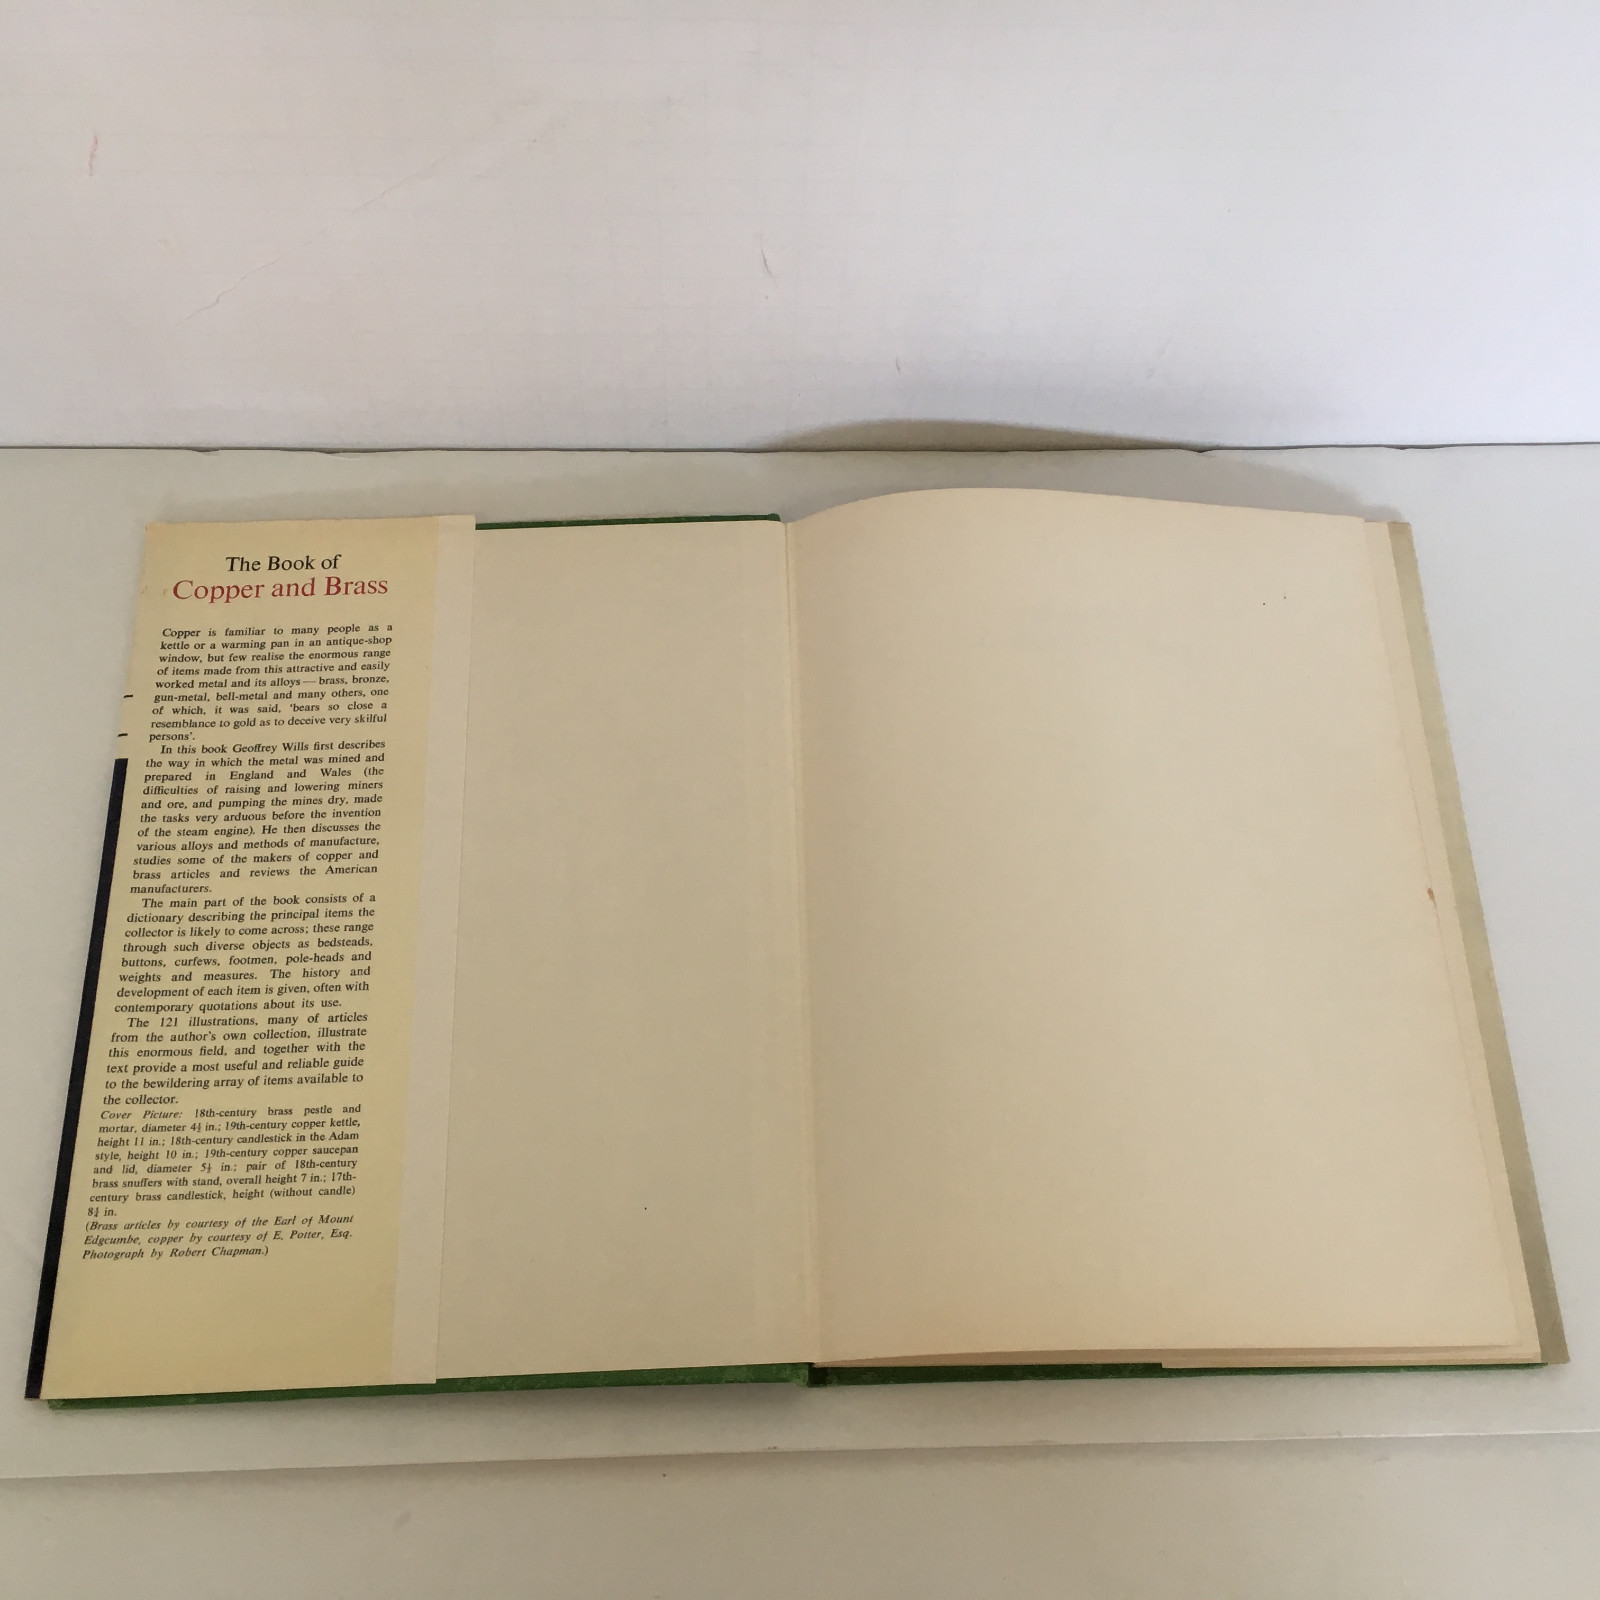 The Book of
Copper and Brass
Copper is familiar to many people as a
kettle or a warming pan in an antique-shop
window, but few realise the enormous range
of items made from this attractive and easily
worked metal and its alloys — brass, bronze,
gun-metal, bell-metal and many others, one
of which, it was said, 'bears so close a
resemblance to gold as to deceive very skilful
persons'.
In this book Geoffrey Wills first describes
the way in which the metal was mined and
prepared in England and Wales (the
difficulties of raising and lowering miners
and ore, and pumping the mines dry, made
the tasks very arduous before the invention
of the steam engine). He then discusses the
various alloys and methods of manufacture,
studies some of the makers of copper and
brass articles and reviews the American
manufacturers.
The main part of the book consists of a
dictionary describing the principal items the
collector is likely to come across; these range
through such diverse objects as bedsteads,
buttons, curfews, footmen, pole-heads and
weights and measures. The history and
development of each item is given, often with
contemporary quotations about its use.
The 121 illustrations, many of articles
from the author's own collection, illustrate
this enormous field, and together with the
text provide a most useful and reliable guide
to the bewildering array of items available to
the collector.
Cover Picture: 18th-century brass pestle and
mortar, diameter in.; 19th-century copper kettle,
height 11 in.; 18th-century candlestick in the Adam
style, height 10 in.; 19th-century copper saucepan
and lid, diameter in.; pair of 18th-century
brass snuffers with stand, overall height 7 in.; 17th-
century brass candlestick, height (without candle)
in.
(Brass articles by courtesy of the Earl of Mount
Edgcumbe, copper by courtesy of E. Potter, Esq.
Photograph by Robert Chapman.)